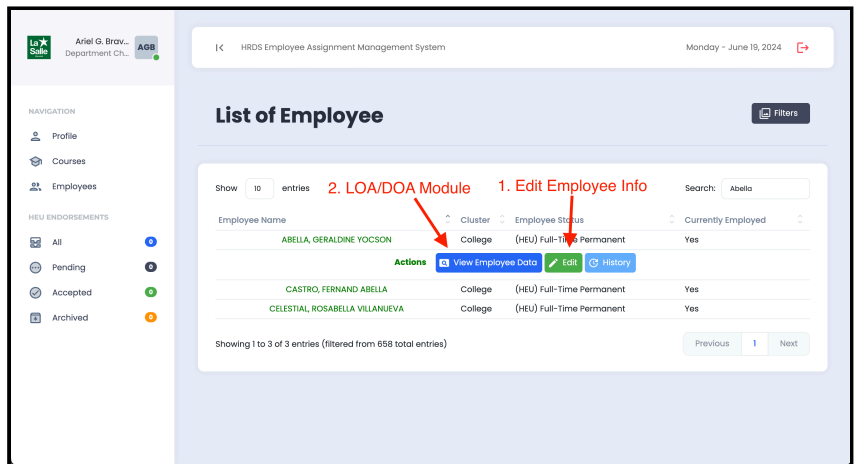 La Salle
Ariel G. Brav...
Department Ch...
AGB
HRDS Employee Assignment Management System
Monday - June 19, 2024
NAVIGATION
Profile
Courses
Employees
HEU ENDORSEMENTS
All 0
Pending 0
Accepted 0
Archived 0
List of Employee
Filters
Show 10 entries
2. LOA/DOA Module
1. Edit Employee Info
Search: Abella
Employee Name Cluster Employee Status Currently Employed
ABELLA, GERALDINE YOCSON College (HEU) Full-Time Permanent Yes
Actions View Employee Data Edit History
CASTRO, FERNAND ABELLA College (HEU) Full-Time Permanent Yes
CELESTIAL, ROSABELLA VILLANUEVA College (HEU) Full-Time Permanent Yes
Showing 1 to 3 of 3 entries (filtered from 658 total entries)
Previous 1 Next